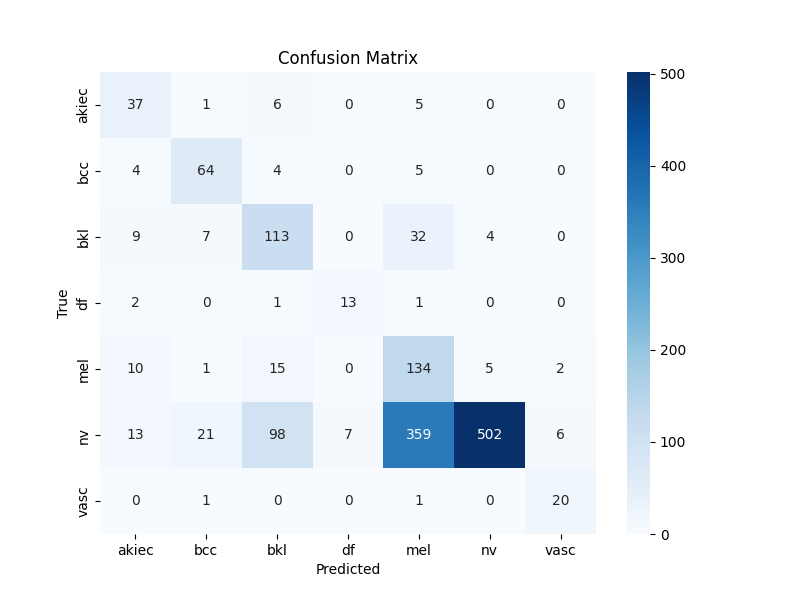 Confusion Matrix
akiec 37 1 6 0 5 0 0
bcc 4 64 4 0 5 0 0
bkl 9 7 113 0 32 4 0
df 2 0 1 13 1 0 0
mel 10 1 15 0 134 5 2
nv 13 21 98 7 359 502 6
vasc 0 1 0 0 1 0 20
akiec bcc bkl df mel nv vasc
Predicted
True
500
400
300
200
100
0